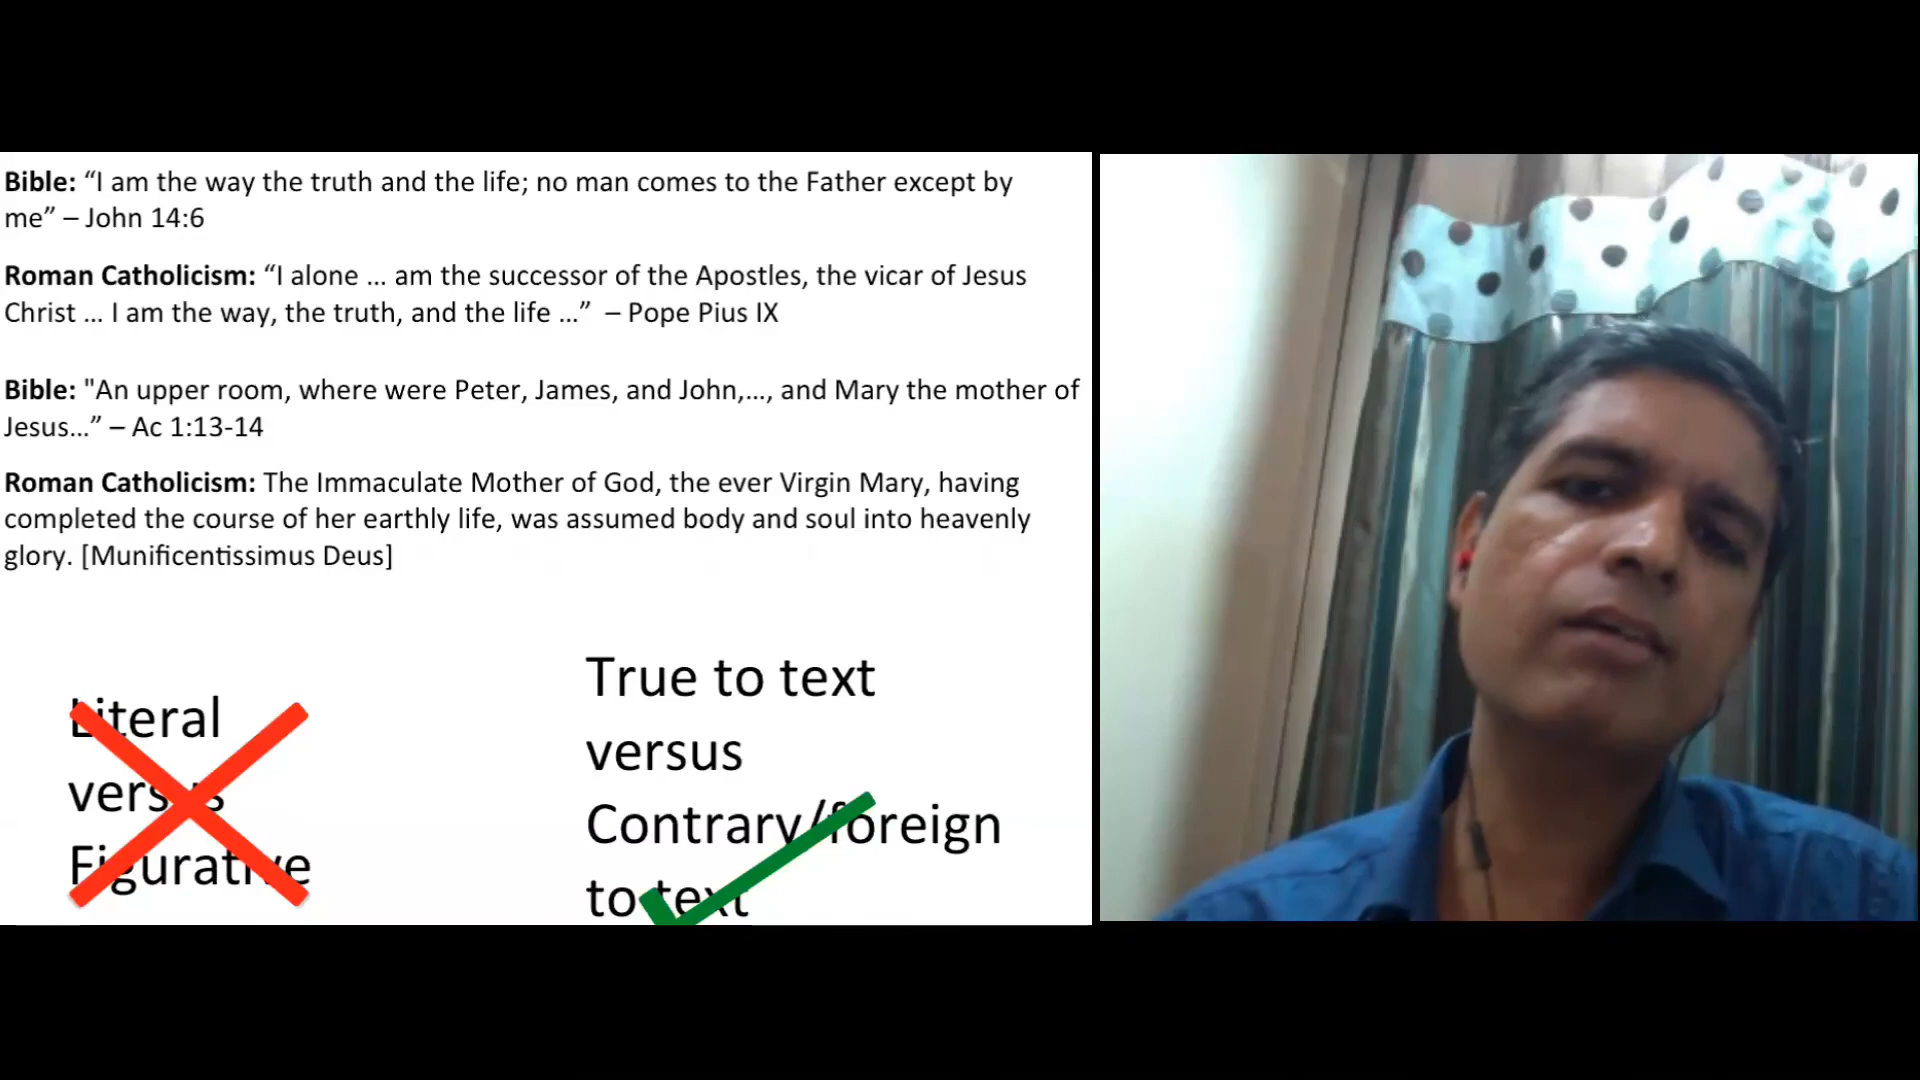 Bible: “I am the way the truth and the life; no man comes to the Father except by
me” – John 14:6
Roman Catholicism: “I alone … am the successor of the Apostles, the vicar of Jesus
Christ … I am the way, the truth, and the life …”  – Pope Pius IX
Bible: "An upper room, where were Peter, James, and John,…, and Mary the mother of
Jesus…” – Ac 1:13-14
Roman Catholicism: The Immaculate Mother of God, the ever Virgin Mary, having
completed the course of her earthly life, was assumed body and soul into heavenly
glory. [Munificentissimus Deus]
Literal
versus
Figurative
True to text
versus
Contrary/foreign
to text